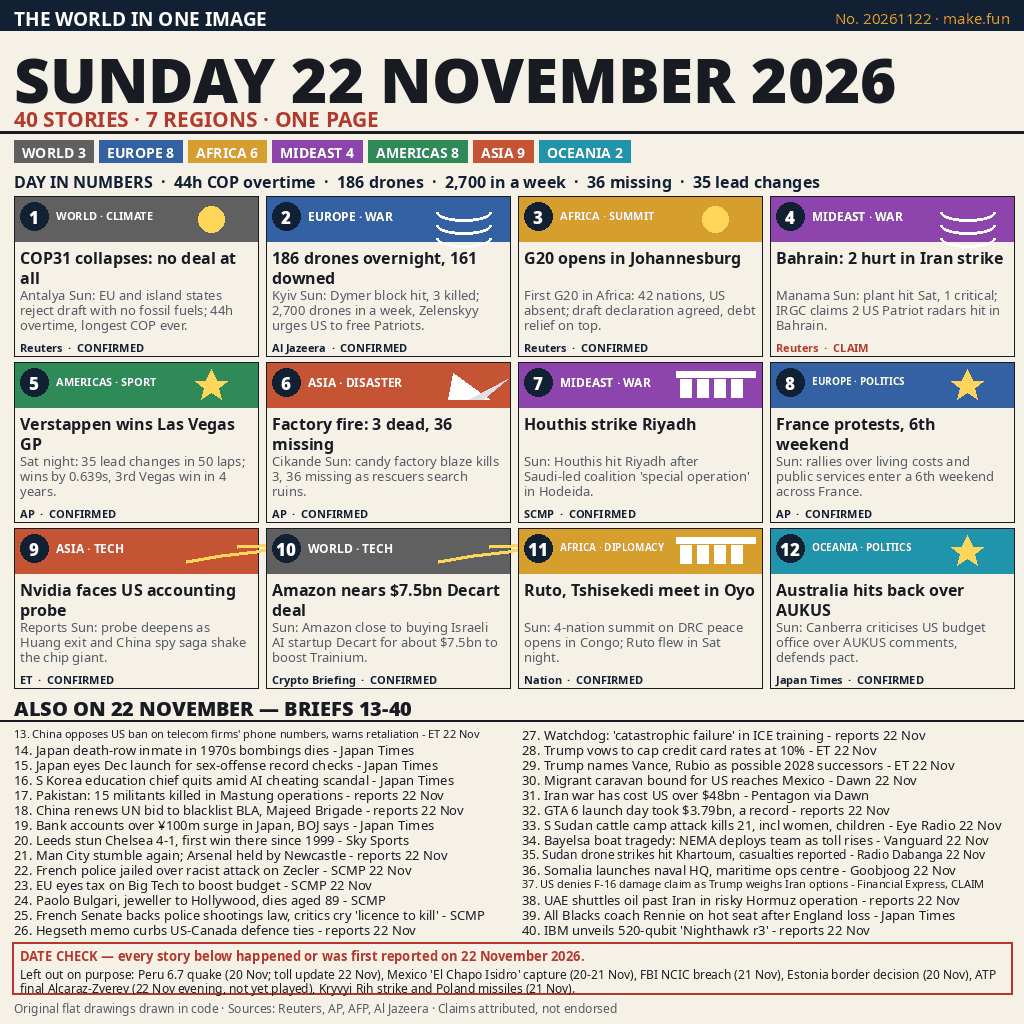 THE WORLD IN ONE IMAGE
No. 20261122 · make.fun
SUNDAY 22 NOVEMBER 2026
40 STORIES · 7 REGIONS · ONE PAGE
WORLD 3 EUROPE 8 AFRICA 6 MIDEAST 4 AMERICAS 8 ASIA 9 OCEANIA 2
DAY IN NUMBERS · 44h COP overtime · 186 drones · 2,700 in a week · 36 missing · 35 lead changes
1 WORLD · CLIMATE
COP31 collapses: no deal at
all
Antalya Sun: EU and island states
reject draft with no fossil fuels; 44h
overtime, longest COP ever.
Reuters · CONFIRMED
2 EUROPE · WAR
186 drones overnight, 161
downed
Kyiv Sun: Dymer block hit, 3 killed;
2,700 drones in a week, Zelenskyy
urges US to free Patriots.
Al Jazeera · CONFIRMED
3 AFRICA · SUMMIT
G20 opens in Johannesburg
First G20 in Africa: 42 nations, US
absent; draft declaration agreed, debt
relief on top.
Reuters · CONFIRMED
4 MIDEAST · WAR
Bahrain: 2 hurt in Iran strike
Manama Sun: plant hit Sat, 1 critical;
IRGC claims 2 US Patriot radars hit in
Bahrain.
Reuters · CLAIM
5 AMERICAS · SPORT
Verstappen wins Las Vegas
GP
Sat night: 35 lead changes in 50 laps;
wins by 0.639s, 3rd Vegas win in 4
years.
AP · CONFIRMED
6 ASIA · DISASTER
Factory fire: 3 dead, 36
missing
Cikande Sun: candy factory blaze kills
3, 36 missing as rescuers search
ruins.
AP · CONFIRMED
7 MIDEAST · WAR
Houthis strike Riyadh
Sun: Houthis hit Riyadh after
Saudi-led coalition 'special operation'
in Hodeida.
SCMP · CONFIRMED
8 EUROPE · POLITICS
France protests, 6th
weekend
Sun: rallies over living costs and
public services enter a 6th weekend
across France.
AP · CONFIRMED
9 ASIA · TECH
Nvidia faces US accounting
probe
Reports Sun: probe deepens as
Huang exit and China spy saga shake
the chip giant.
ET · CONFIRMED
10 WORLD · TECH
Amazon nears $7.5bn Decart
deal
Sun: Amazon close to buying Israeli
AI startup Decart for about $7.5bn to
boost Trainium.
Crypto Briefing · CONFIRMED
11 AFRICA · DIPLOMACY
Ruto, Tshisekedi meet in Oyo
Sun: 4-nation summit on DRC peace
opens in Congo; Ruto flew in Sat
night.
Nation · CONFIRMED
12 OCEANIA · POLITICS
Australia hits back over
AUKUS
Sun: Canberra criticises US budget
office over AUKUS comments,
defends pact.
Japan Times · CONFIRMED
ALSO ON 22 NOVEMBER — BRIEFS 13-40
13. China opposes US ban on telecom firms' phone numbers, warns retaliation - ET 22 Nov
14. Japan death-row inmate in 1970s bombings dies - Japan Times
15. Japan eyes Dec launch for sex-offense record checks - Japan Times
16. S Korea education chief quits amid AI cheating scandal - Japan Times
17. Pakistan: 15 militants killed in Mastung operations - reports 22 Nov
18. China renews UN bid to blacklist BLA, Majeed Brigade - reports 22 Nov
19. Bank accounts over ¥100m surge in Japan, BOJ says - Japan Times
20. Leeds stun Chelsea 4-1, first win there since 1999 - Sky Sports
21. Man City stumble again; Arsenal held by Newcastle - reports 22 Nov
22. French police jailed over racist attack on Zecler - SCMP 22 Nov
23. EU eyes tax on Big Tech to boost budget - SCMP 22 Nov
24. Paolo Bulgari, jeweller to Hollywood, dies aged 89 - SCMP
25. French Senate backs police shootings law, critics cry 'licence to kill' - SCMP
26. Hegseth memo curbs US-Canada defence ties - reports 22 Nov
27. Watchdog: 'catastrophic failure' in ICE training - reports 22 Nov
28. Trump vows to cap credit card rates at 10% - ET 22 Nov
29. Trump names Vance, Rubio as possible 2028 successors - ET 22 Nov
30. Migrant caravan bound for US reaches Mexico - Dawn 22 Nov
31. Iran war has cost US over $48bn - Pentagon via Dawn
32. GTA 6 launch day took $3.79bn, a record - reports 22 Nov
33. S Sudan cattle camp attack kills 21, incl women, children - Eye Radio 22 Nov
34. Bayelsa boat tragedy: NEMA deploys team as toll rises - Vanguard 22 Nov
35. Sudan drone strikes hit Khartoum, casualties reported - Radio Dabanga 22 Nov
36. Somalia launches naval HQ, maritime ops centre - Goobjoog 22 Nov
37. US denies F-16 damage claim as Trump weighs Iran options - Financial Express, CLAIM
38. UAE shuttles oil past Iran in risky Hormuz operation - reports 22 Nov
39. All Blacks coach Rennie on hot seat after England loss - Japan Times
40. IBM unveils 520-qubit 'Nighthawk r3' - reports 22 Nov
DATE CHECK — every story below happened or was first reported on 22 November 2026.
Left out on purpose: Peru 6.7 quake (20 Nov; toll update 22 Nov), Mexico 'El Chapo Isidro' capture (20-21 Nov), FBI NCIC breach (21 Nov), Estonia border decision (20 Nov), ATP
final Alcaraz-Zverev (22 Nov evening, not yet played), Kryvyi Rih strike and Poland missiles (21 Nov).
Original flat drawings drawn in code · Sources: Reuters, AP, AFP, Al Jazeera · Claims attributed, not endorsed